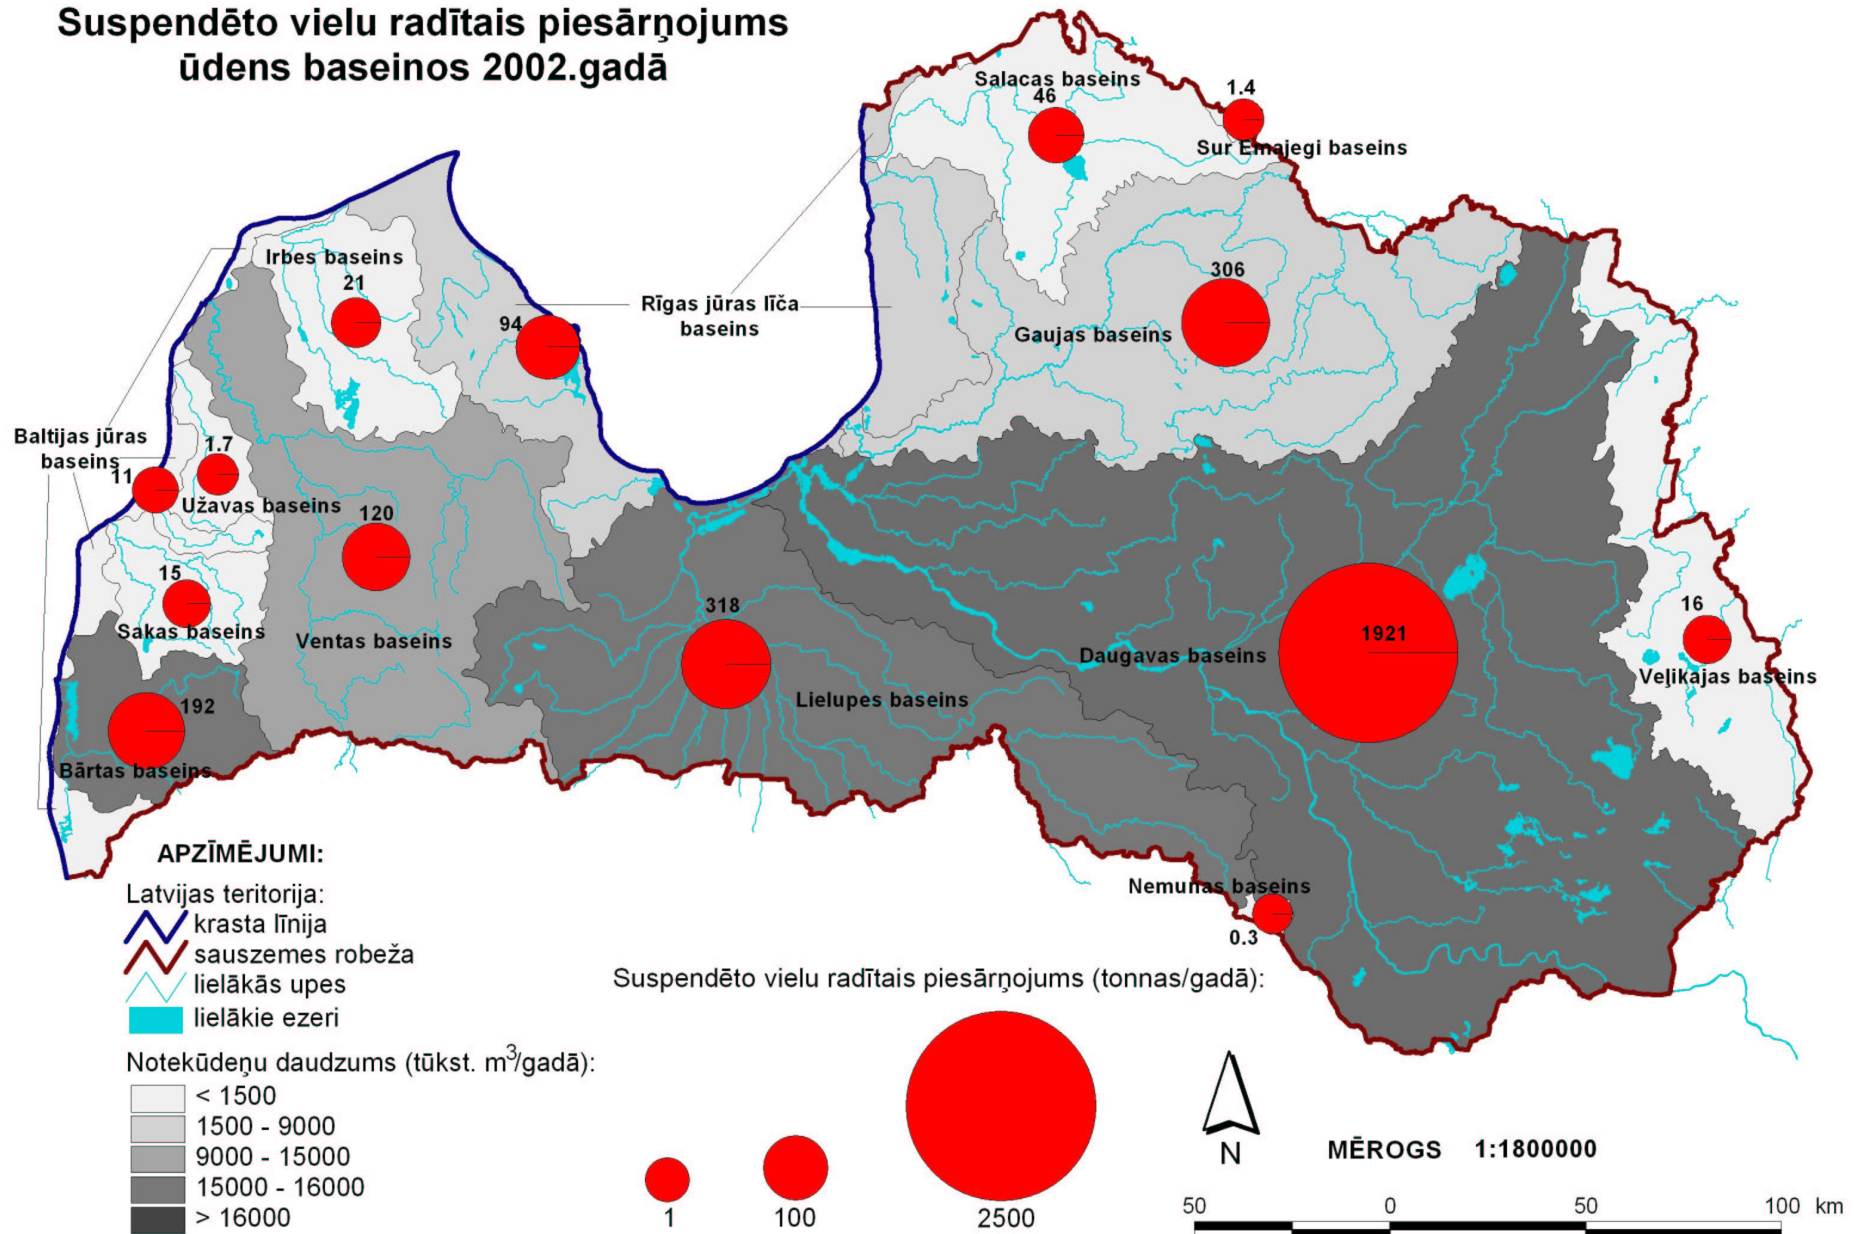 Suspendēto vielu radītais piesārņojums
ūdens baseinos 2002.gadā
Salacas baseins
46
1.4
Sur Emajegi baseins
Irbes baseins
21
94
Rīgas jūras līča
baseins
306
Gaujas baseins
Baltijas jūras
baseins
11
1.7
Užavas baseins
120
15
Sakas baseins
Ventas baseins
318
Lielupes baseins
Daugavas baseins
1921
16
Veļikajas baseins
192
Bārtas baseins
Nemunas baseins
0.3
APZĪMĒJUMI:
Latvijas teritorija:
krasta līnija
sauszemes robeža
lielākās upes
lielākie ezeri
Notekūdeņu daudzums (tūkst. m³/gadā):
< 1500
1500 - 9000
9000 - 15000
15000 - 16000
> 16000
Suspendēto vielu radītais piesārņojums (tonnas/gadā):
1
100
2500
N
MĒROGS 1:1800000
50 0 50 100 km